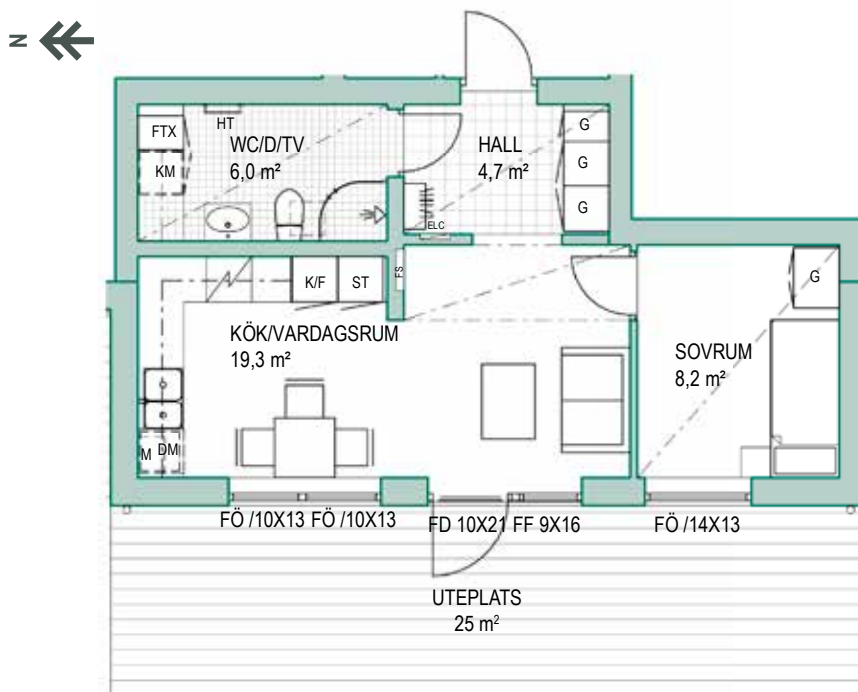 N
FTX
HT
WC/D/TV
6,0 m²
KM
HALL
4,7 m²
G
G
G
ELC
FS
K/F
ST
G
KÖK/VARDAGSRUM
19,3 m²
SOVRUM
8,2 m²
M
DM
FÖ /10X13 FÖ /10X13
FD 10X21 FF 9X16
FÖ /14X13
UTEPLATS
25 m²